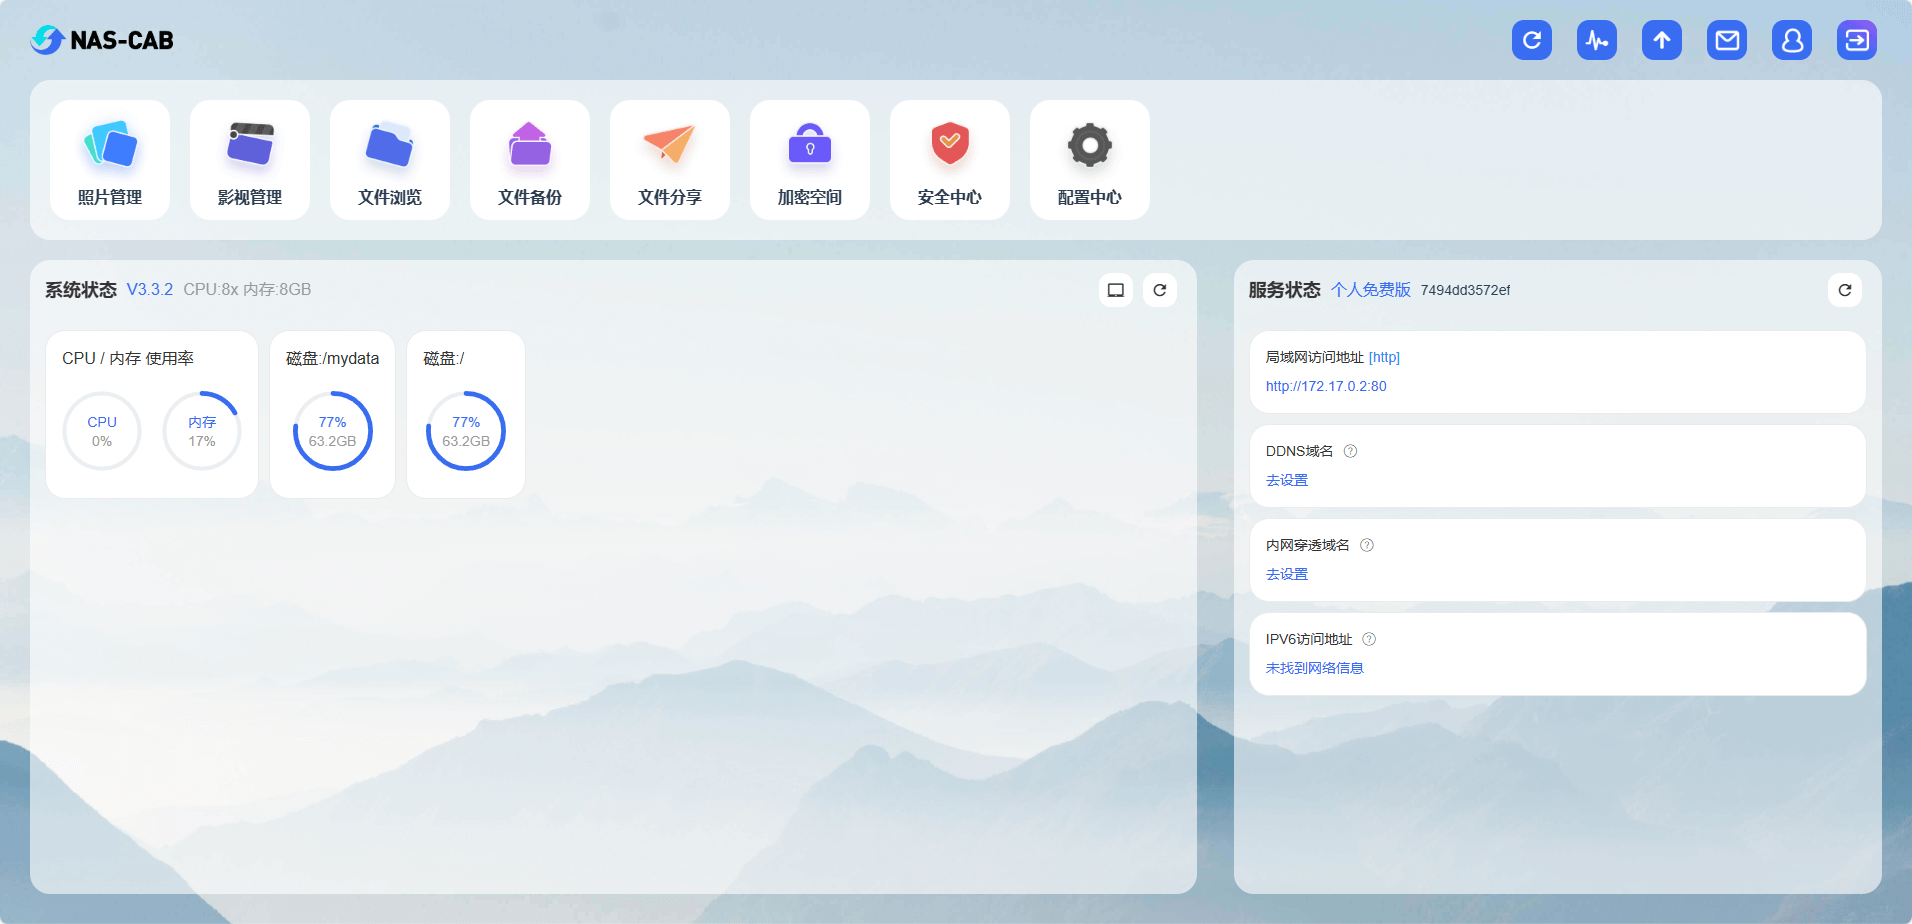 NAS-CAB
照片管理
影视管理
文件浏览
文件备份
文件分享
加密空间
安全中心
配置中心
系统状态 V3.3.2 CPU:8x 内存:8GB
CPU / 内存 使用率
CPU
0%
内存
17%
磁盘:/mydata
77%
63.2GB
磁盘:/
77%
63.2GB
服务状态 个人免费版 7494dd3572ef
局域网访问地址 [http]
http://172.17.0.2:80
DDNS域名
去设置
内网穿透域名
去设置
IPV6访问地址
未找到网络信息